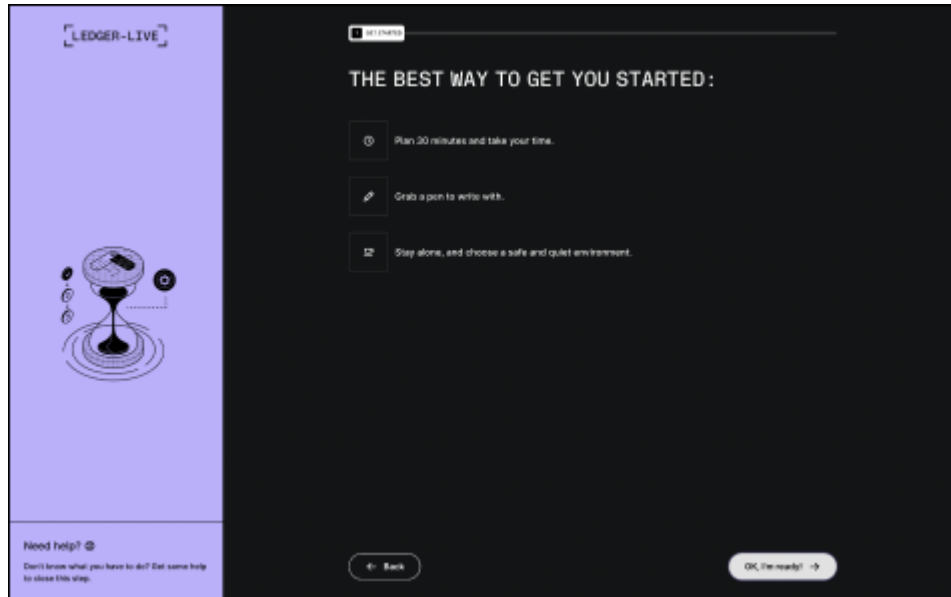 LEDGER-LIVE
GET STARTED
THE BEST WAY TO GET YOU STARTED:
Plan 30 minutes and take your time.
Grab a pen to write with.
Stay alone, and choose a safe and quiet environment.
Need help?
Don't know what you have to do? Get some help
to close this step.
Back
OK, I'm ready!